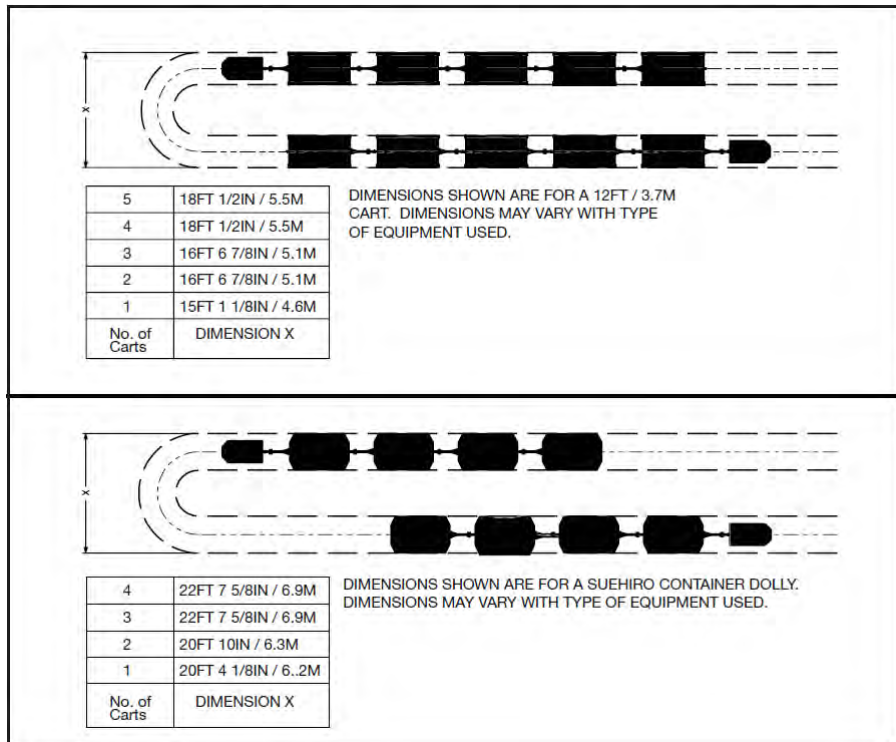 X
5 18FT 1/2IN / 5.5M
4 18FT 1/2IN / 5.5M
3 16FT 6 7/8IN / 5.1M
2 16FT 6 7/8IN / 5.1M
1 15FT 1 1/8IN / 4.6M
No. of DIMENSION X
Carts
DIMENSIONS SHOWN ARE FOR A 12FT / 3.7M
CART. DIMENSIONS MAY VARY WITH TYPE
OF EQUIPMENT USED.
X
4 22FT 7 5/8IN / 6.9M
3 22FT 7 5/8IN / 6.9M
2 20FT 10IN / 6.3M
1 20FT 4 1/8IN / 6..2M
No. of DIMENSION X
Carts
DIMENSIONS SHOWN ARE FOR A SUEHIRO CONTAINER DOLLY.
DIMENSIONS MAY VARY WITH TYPE OF EQUIPMENT USED.